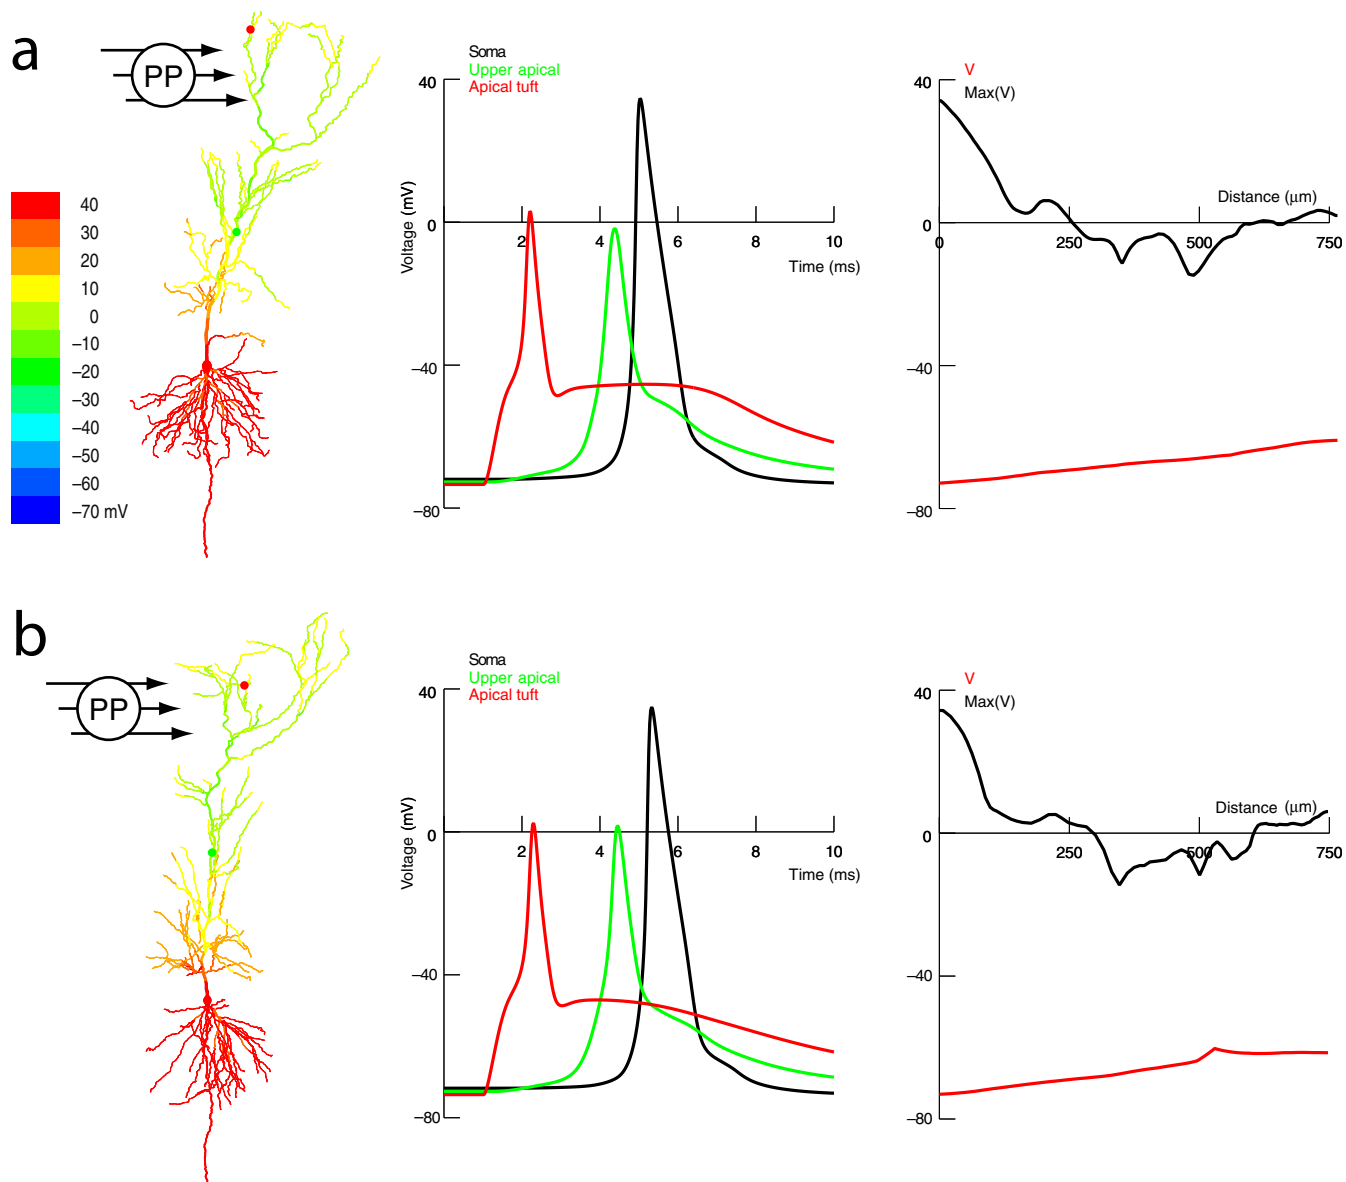 a
PP
40
30
20
10
0
–10
–20
–30
–40
–50
–60
–70 mV
Soma
Upper apical
Apical tuft
40
0
–40
–80
Voltage (mV)
2 4 6 8 10
Time (ms)
V
Max(V)
40
0
–40
–80
Distance (μm)
0 250 500 750
b
PP
Soma
Upper apical
Apical tuft
40
0
–40
–80
Voltage (mV)
2 4 6 8 10
Time (ms)
V
Max(V)
40
0
–40
–80
Distance (μm)
250 500 750